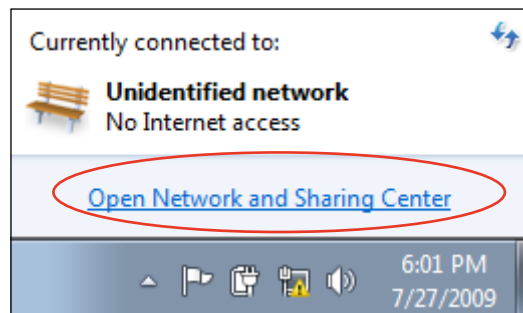 Currently connected to:
Unidentified network
No Internet access
Open Network and Sharing Center
6:01 PM
7/27/2009